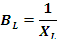 B_L = 1/X_L